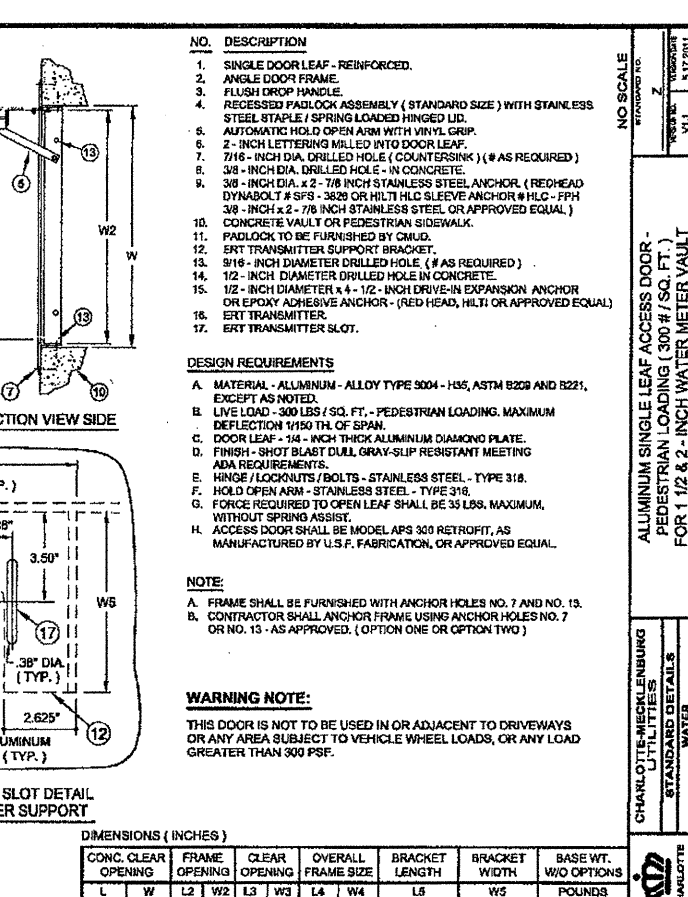 NO. DESCRIPTION
1. SINGLE DOOR LEAF - REINFORCED.
2. ANGLE DOOR FRAME.
3. FLUSH DROP HANDLE.
4. RECESSED PADLOCK ASSEMBLY ( STANDARD SIZE ) WITH STAINLESS
STEEL STAPLE / SPRING LOADED HINGED LID.
5. AUTOMATIC HOLD OPEN ARM WITH VINYL GRIP.
6. 2 - INCH LETTERING MILLED INTO DOOR LEAF.
7. 7/16 - INCH DIA. DRILLED HOLE ( COUNTERSINK ) ( # AS REQUIRED )
8. 3/8 - INCH DIA. DRILLED HOLE - IN CONCRETE.
9. 3/8 - INCH DIA. x 2 - 7/8 INCH STAINLESS STEEL ANCHOR. ( REDHEAD
DYNABOLT # SFS - 3826 OR HILTI HLC SLEEVE ANCHOR # HLC - FPH
3/8 - INCH x 2 - 7/8 INCH STAINLESS STEEL OR APPROVED EQUAL )
10. CONCRETE VAULT OR PEDESTRIAN SIDEWALK.
11. PADLOCK TO BE FURNISHED BY CMUD.
12. ERT TRANSMITTER SUPPORT BRACKET.
13. 9/16 - INCH DIAMETER DRILLED HOLE ( # AS REQUIRED )
14. 1/2 - INCH DIAMETER DRILLED HOLE IN CONCRETE.
15. 1/2 - INCH DIAMETER x 4 - 1/2 - INCH DRIVE-IN EXPANSION ANCHOR
OR EPOXY ADHESIVE ANCHOR - (RED HEAD, HILTI OR APPROVED EQUAL)
16. ERT TRANSMITTER.
17. ERT TRANSMITTER SLOT.
DESIGN REQUIREMENTS
A. MATERIAL - ALUMINUM - ALLOY TYPE 3004 - H35, ASTM B209 AND B221,
EXCEPT AS NOTED.
B. LIVE LOAD - 300 LBS / SQ. FT. - PEDESTRIAN LOADING. MAXIMUM
DEFLECTION 1/150 TH. OF SPAN.
C. DOOR LEAF - 1/4 - INCH THICK ALUMINUM DIAMOND PLATE.
D. FINISH - SHOT BLAST DULL GRAY-SLIP RESISTANT MEETING
ADA REQUIREMENTS.
E. HINGE / LOCKNUTS / BOLTS - STAINLESS STEEL - TYPE 316.
F. HOLD OPEN ARM - STAINLESS STEEL - TYPE 316.
G. FORCE REQUIRED TO OPEN LEAF SHALL BE 35 LBS. MAXIMUM,
WITHOUT SPRING ASSIST.
H. ACCESS DOOR SHALL BE MODEL APS 300 RETROFIT, AS
MANUFACTURED BY U.S.F. FABRICATION, OR APPROVED EQUAL.
NOTE:
A. FRAME SHALL BE FURNISHED WITH ANCHOR HOLES NO. 7 AND NO. 13.
B. CONTRACTOR SHALL ANCHOR FRAME USING ANCHOR HOLES NO. 7
OR NO. 13 - AS APPROVED. ( OPTION ONE OR OPTION TWO )
WARNING NOTE:
THIS DOOR IS NOT TO BE USED IN OR ADJACENT TO DRIVEWAYS
OR ANY AREA SUBJECT TO VEHICLE WHEEL LOADS, OR ANY LOAD
GREATER THAN 300 PSF.
13
5
W2
W
13
7
10
CTION VIEW SIDE
P. )
3.50"
W5
17
.38" DIA.
( TYP. )
2.625"
12
UMINUM
( TYP. )
SLOT DETAIL
ER SUPPORT
DIMENSIONS ( INCHES )
CONC. CLEAR OPENING FRAME OPENING CLEAR OPENING OVERALL FRAME SIZE BRACKET LENGTH BRACKET WIDTH BASE WT. W/O OPTIONS
L W L2 W2 L3 W3 L4 W4 L5 W5 POUNDS
NO SCALE
STANDARD NO.
Z
V1.1
5.17.2011
ALUMINUM SINGLE LEAF ACCESS DOOR -
PEDESTRIAN LOADING ( 300 # / SQ. FT. )
FOR 1 1/2 & 2 - INCH WATER METER VAULT
CHARLOTTE-MECKLENBURG
UTILITIES
STANDARD DETAILS
WATER